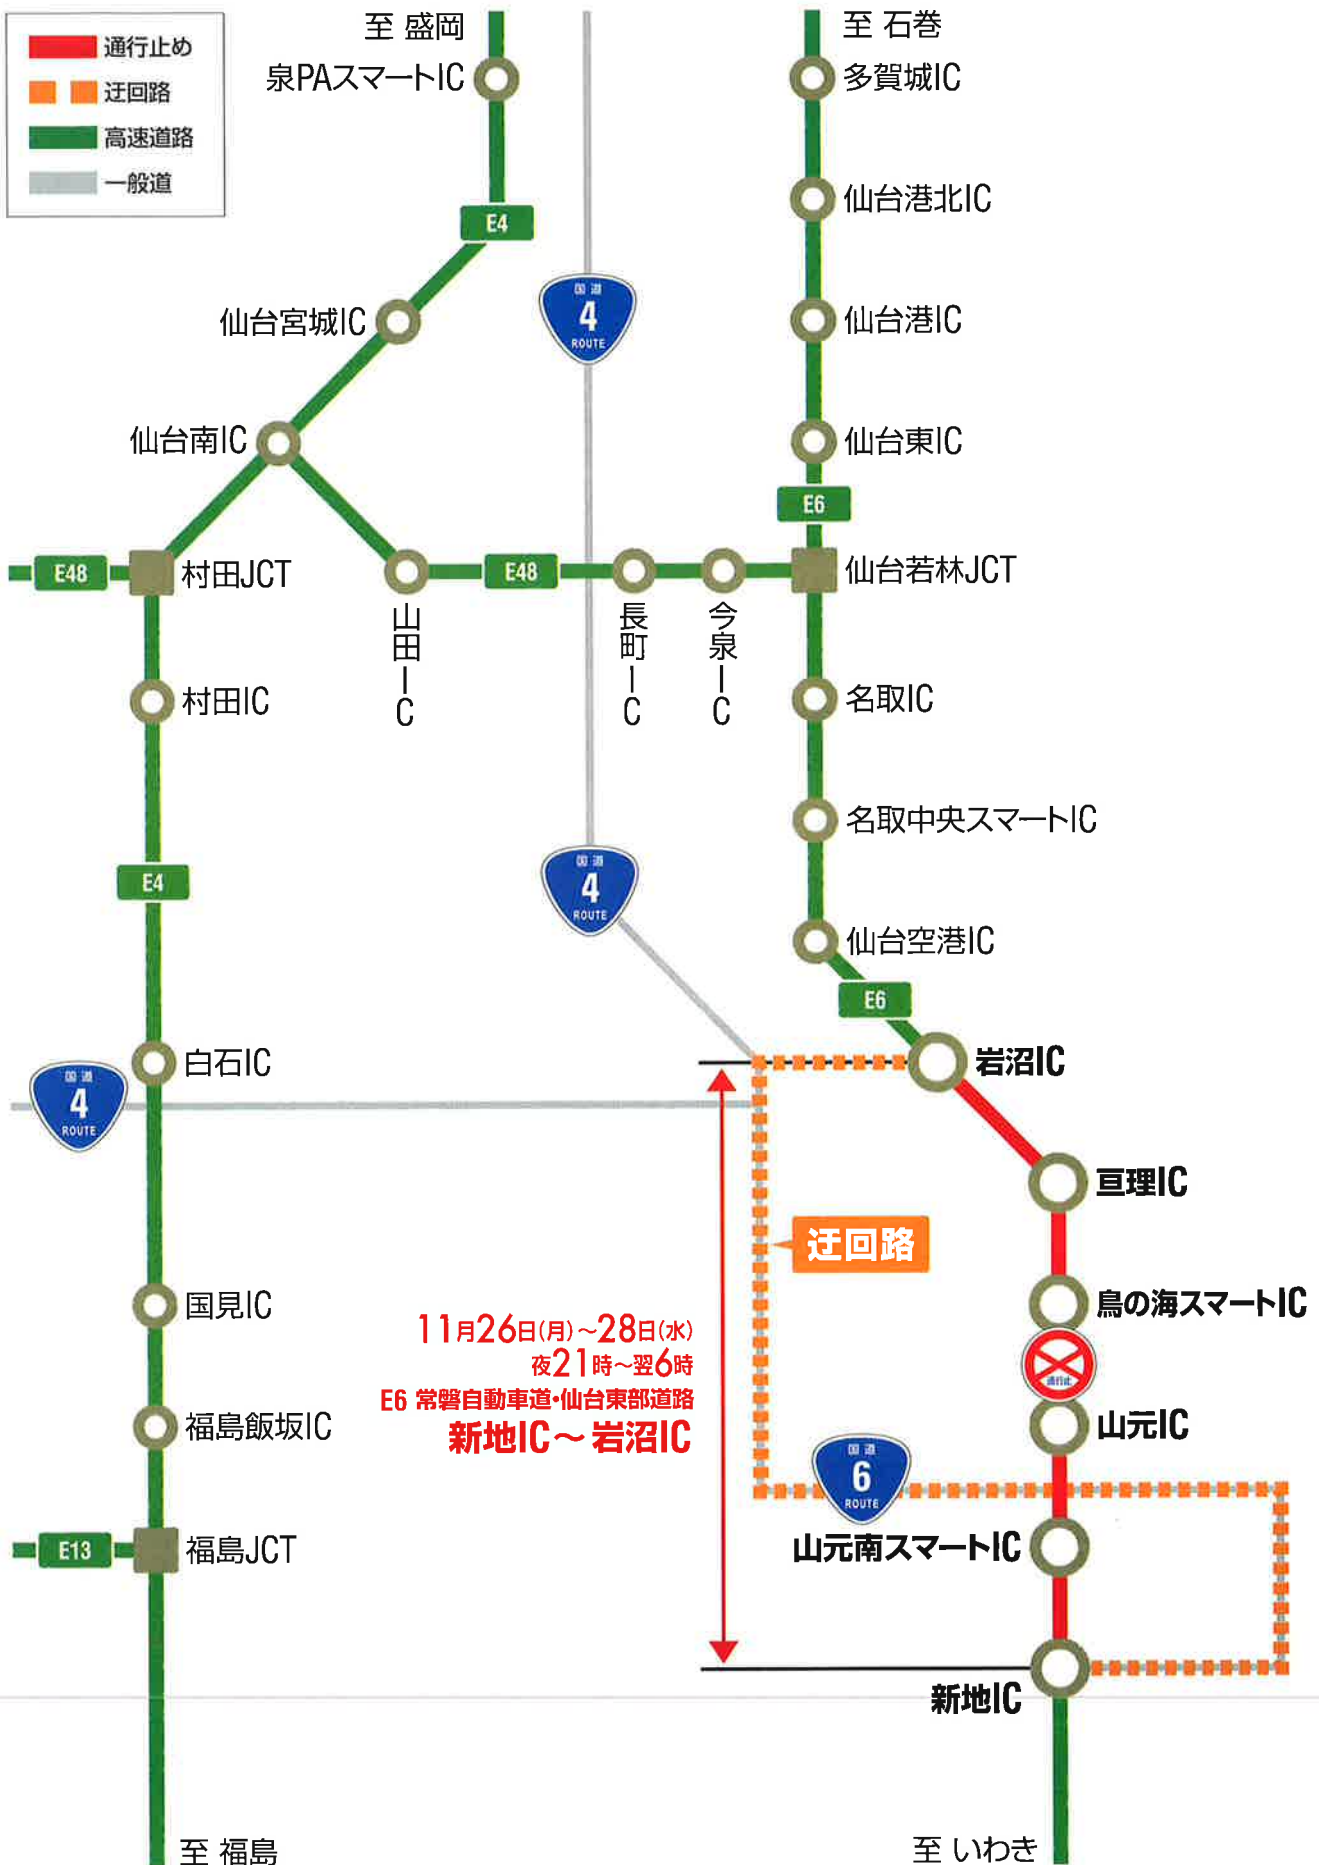 通行止め
迂回路
高速道路
一般道
至 盛岡
泉PAスマートIC
E4
仙台宮城IC
仙台南IC
E48
村田JCT
山田IC
E48
長町IC
今泉IC
村田IC
E4
白石IC
国道
4
ROUTE
国見IC
福島飯坂IC
E13
福島JCT
至 福島
国道
4
ROUTE
国道
4
ROUTE
至 石巻
多賀城IC
仙台港北IC
仙台港IC
仙台東IC
E6
仙台若林JCT
名取IC
名取中央スマートIC
仙台空港IC
E6
岩沼IC
亘理IC
鳥の海スマートIC
通行止
山元IC
国道
6
ROUTE
山元南スマートIC
新地IC
至 いわき
迂回路
11月26日(月)～28日(水)
夜21時～翌6時
E6 常磐自動車道・仙台東部道路
新地IC～岩沼IC